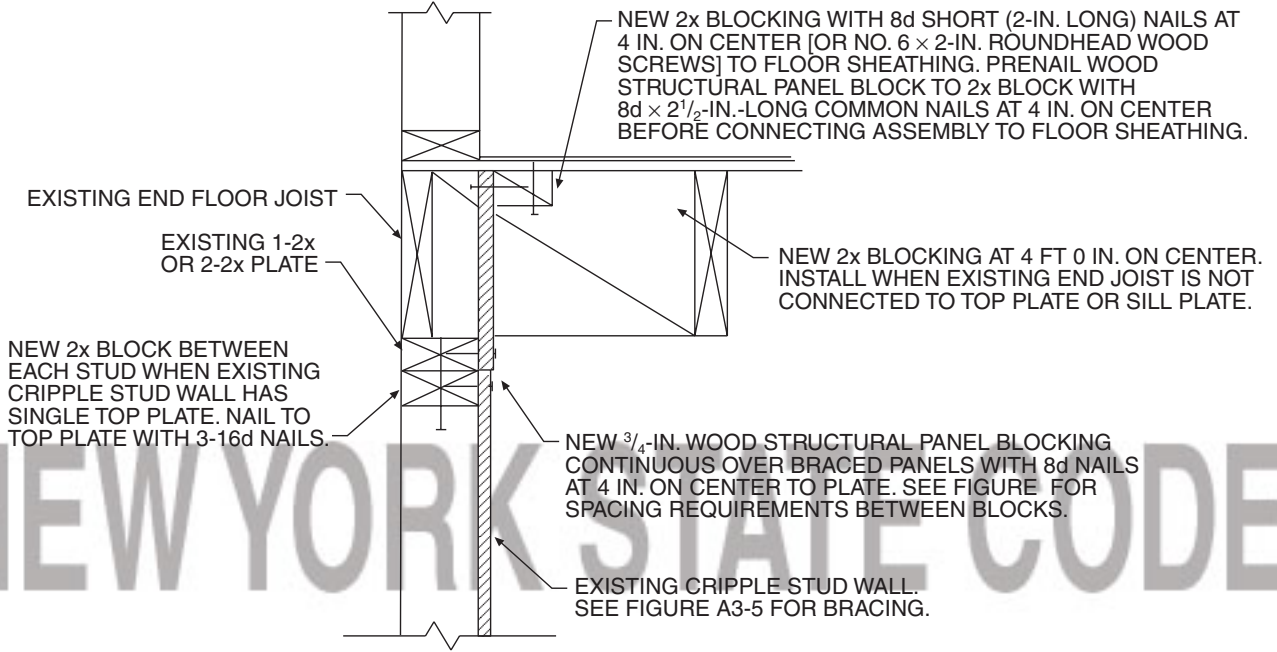 NEW 2x BLOCKING WITH 8d SHORT (2-IN. LONG) NAILS AT
4 IN. ON CENTER [OR NO. 6 × 2-IN. ROUNDHEAD WOOD
SCREWS] TO FLOOR SHEATHING. PRENAIL WOOD
STRUCTURAL PANEL BLOCK TO 2x BLOCK WITH
8d × 2 1/2-IN.-LONG COMMON NAILS AT 4 IN. ON CENTER
BEFORE CONNECTING ASSEMBLY TO FLOOR SHEATHING.
EXISTING END FLOOR JOIST
EXISTING 1-2x
OR 2-2x PLATE
NEW 2x BLOCKING AT 4 FT 0 IN. ON CENTER.
INSTALL WHEN EXISTING END JOIST IS NOT
CONNECTED TO TOP PLATE OR SILL PLATE.
NEW 2x BLOCK BETWEEN
EACH STUD WHEN EXISTING
CRIPPLE STUD WALL HAS
SINGLE TOP PLATE. NAIL TO
TOP PLATE WITH 3-16d NAILS.
NEW 3/4-IN. WOOD STRUCTURAL PANEL BLOCKING
CONTINUOUS OVER BRACED PANELS WITH 8d NAILS
AT 4 IN. ON CENTER TO PLATE. SEE FIGURE FOR
SPACING REQUIREMENTS BETWEEN BLOCKS.
NEW YORK STATE CODE
EXISTING CRIPPLE STUD WALL.
SEE FIGURE A3-5 FOR BRACING.